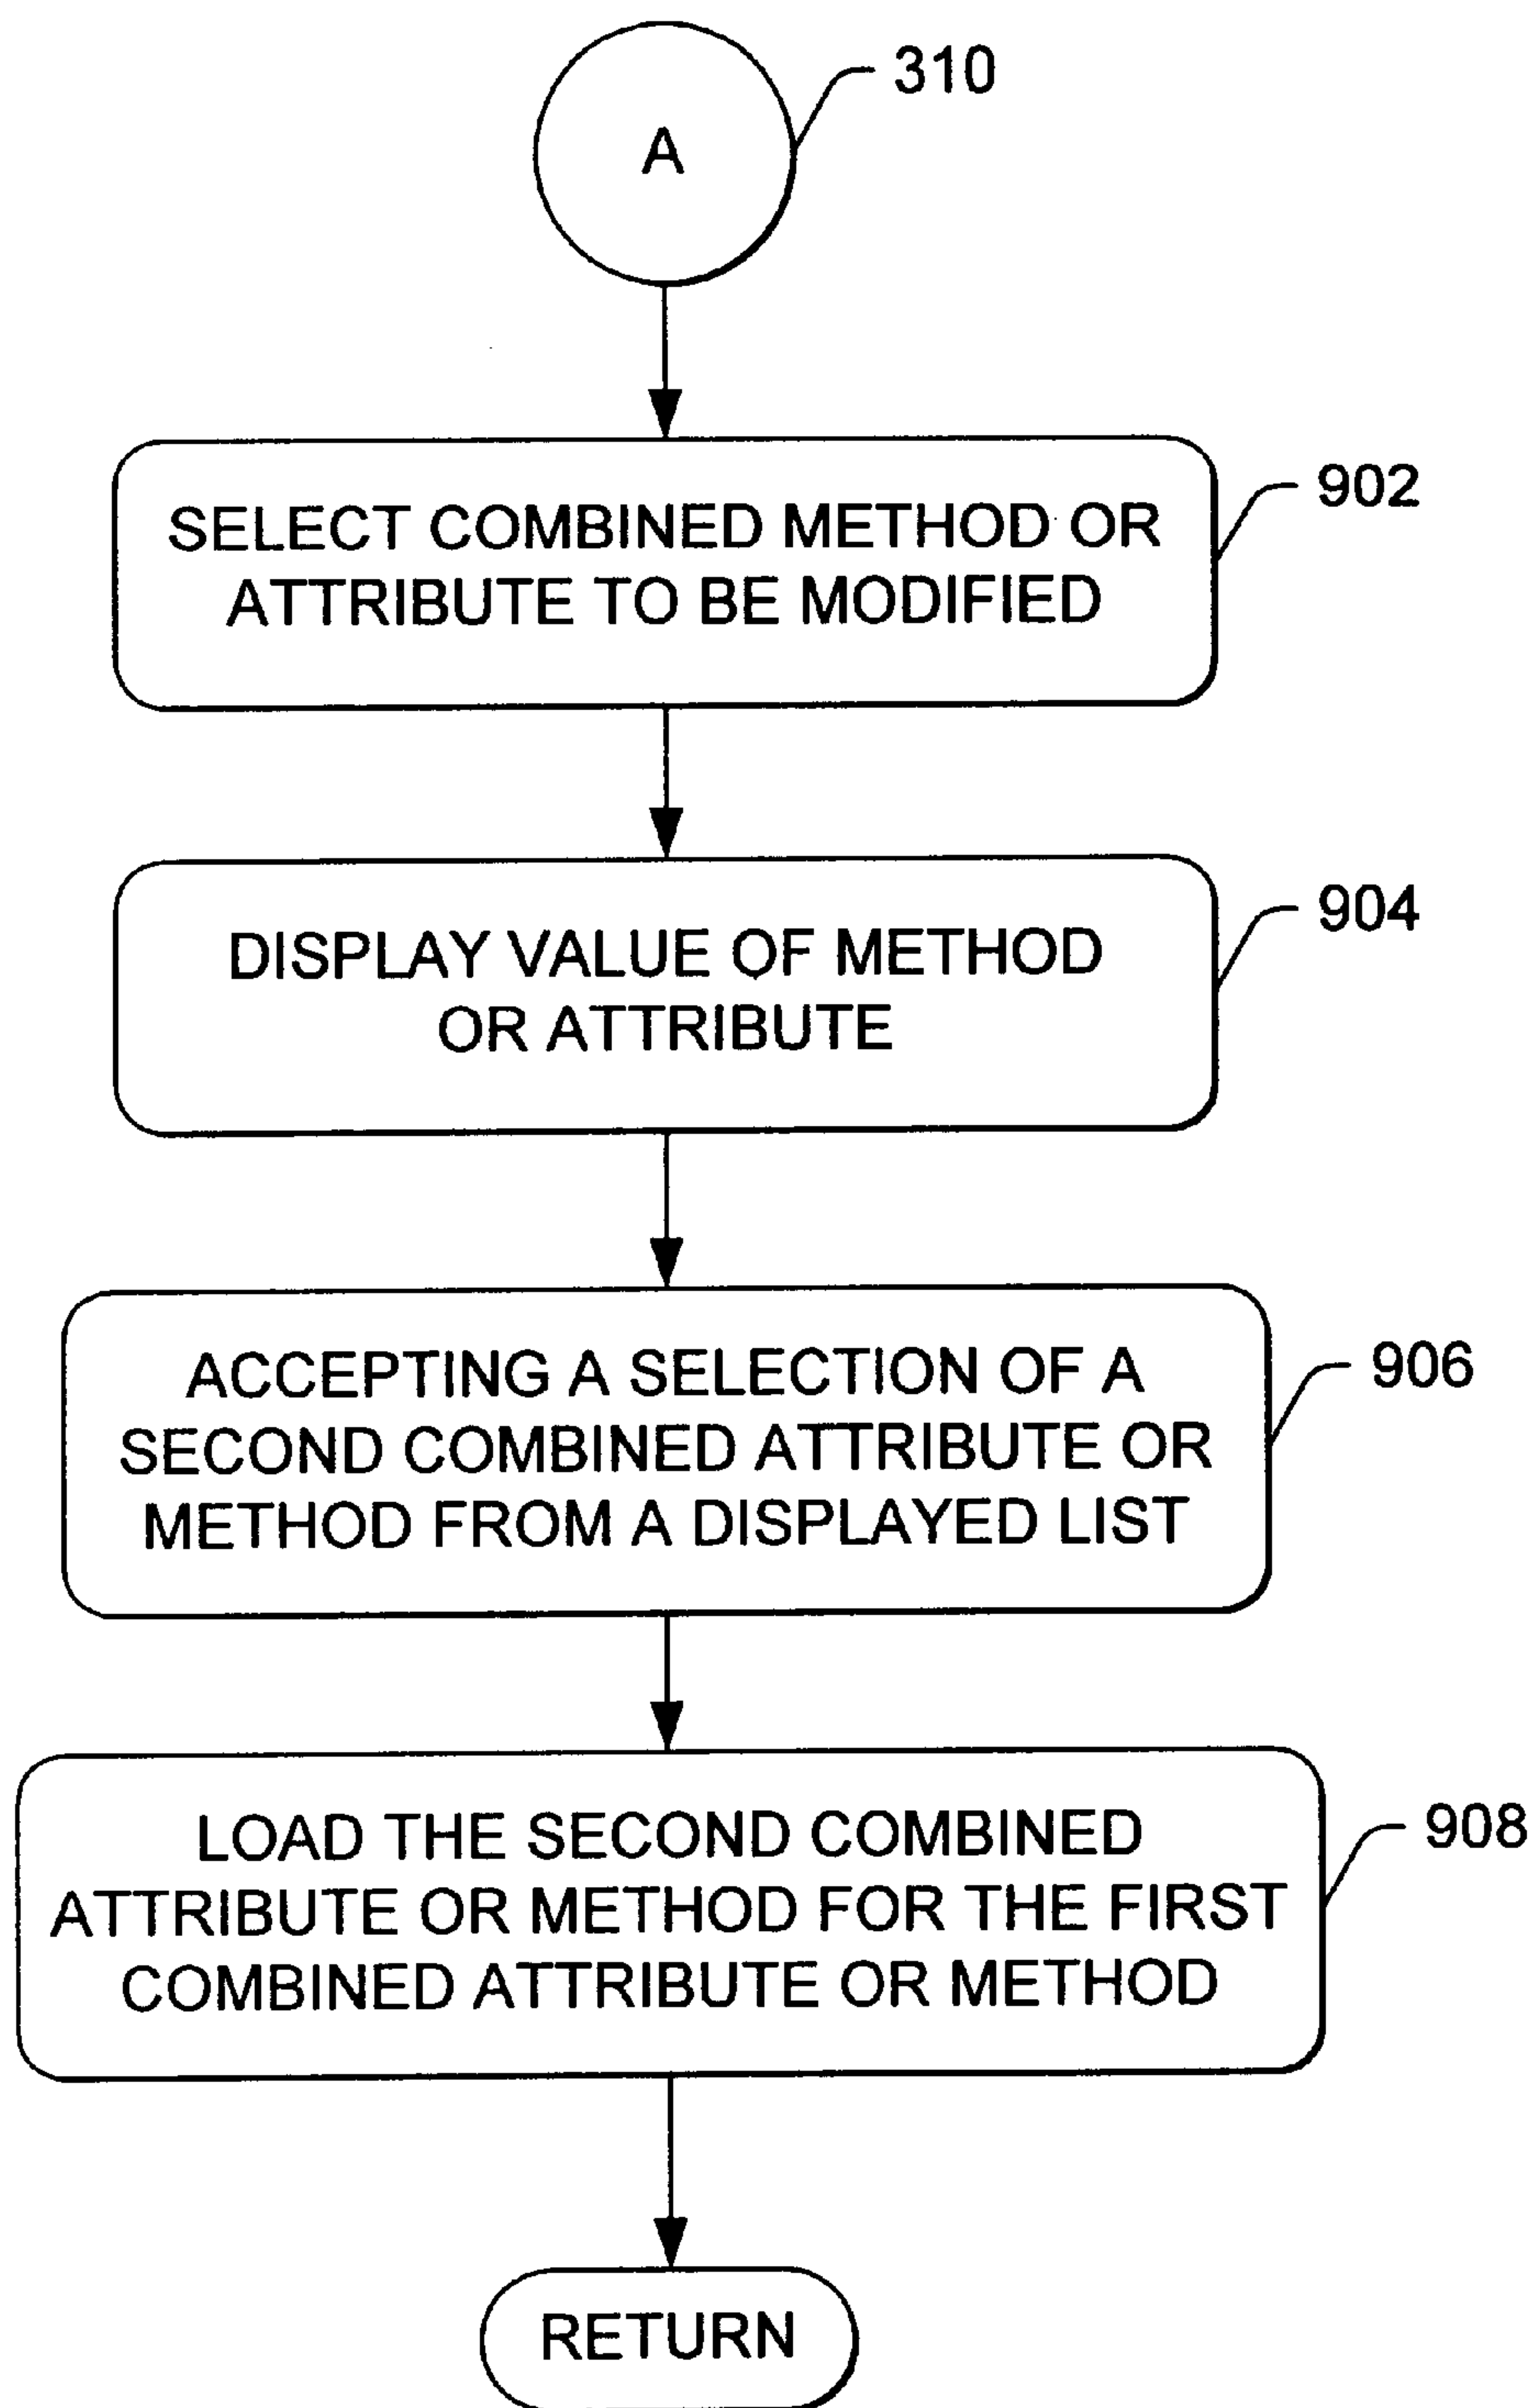 310
A
902
SELECT COMBINED METHOD OR
ATTRIBUTE TO BE MODIFIED
904
DISPLAY VALUE OF METHOD
OR ATTRIBUTE
906
ACCEPTING A SELECTION OF A
SECOND COMBINED ATTRIBUTE OR
METHOD FROM A DISPLAYED LIST
908
LOAD THE SECOND COMBINED
ATTRIBUTE OR METHOD FOR THE FIRST
COMBINED ATTRIBUTE OR METHOD
RETURN